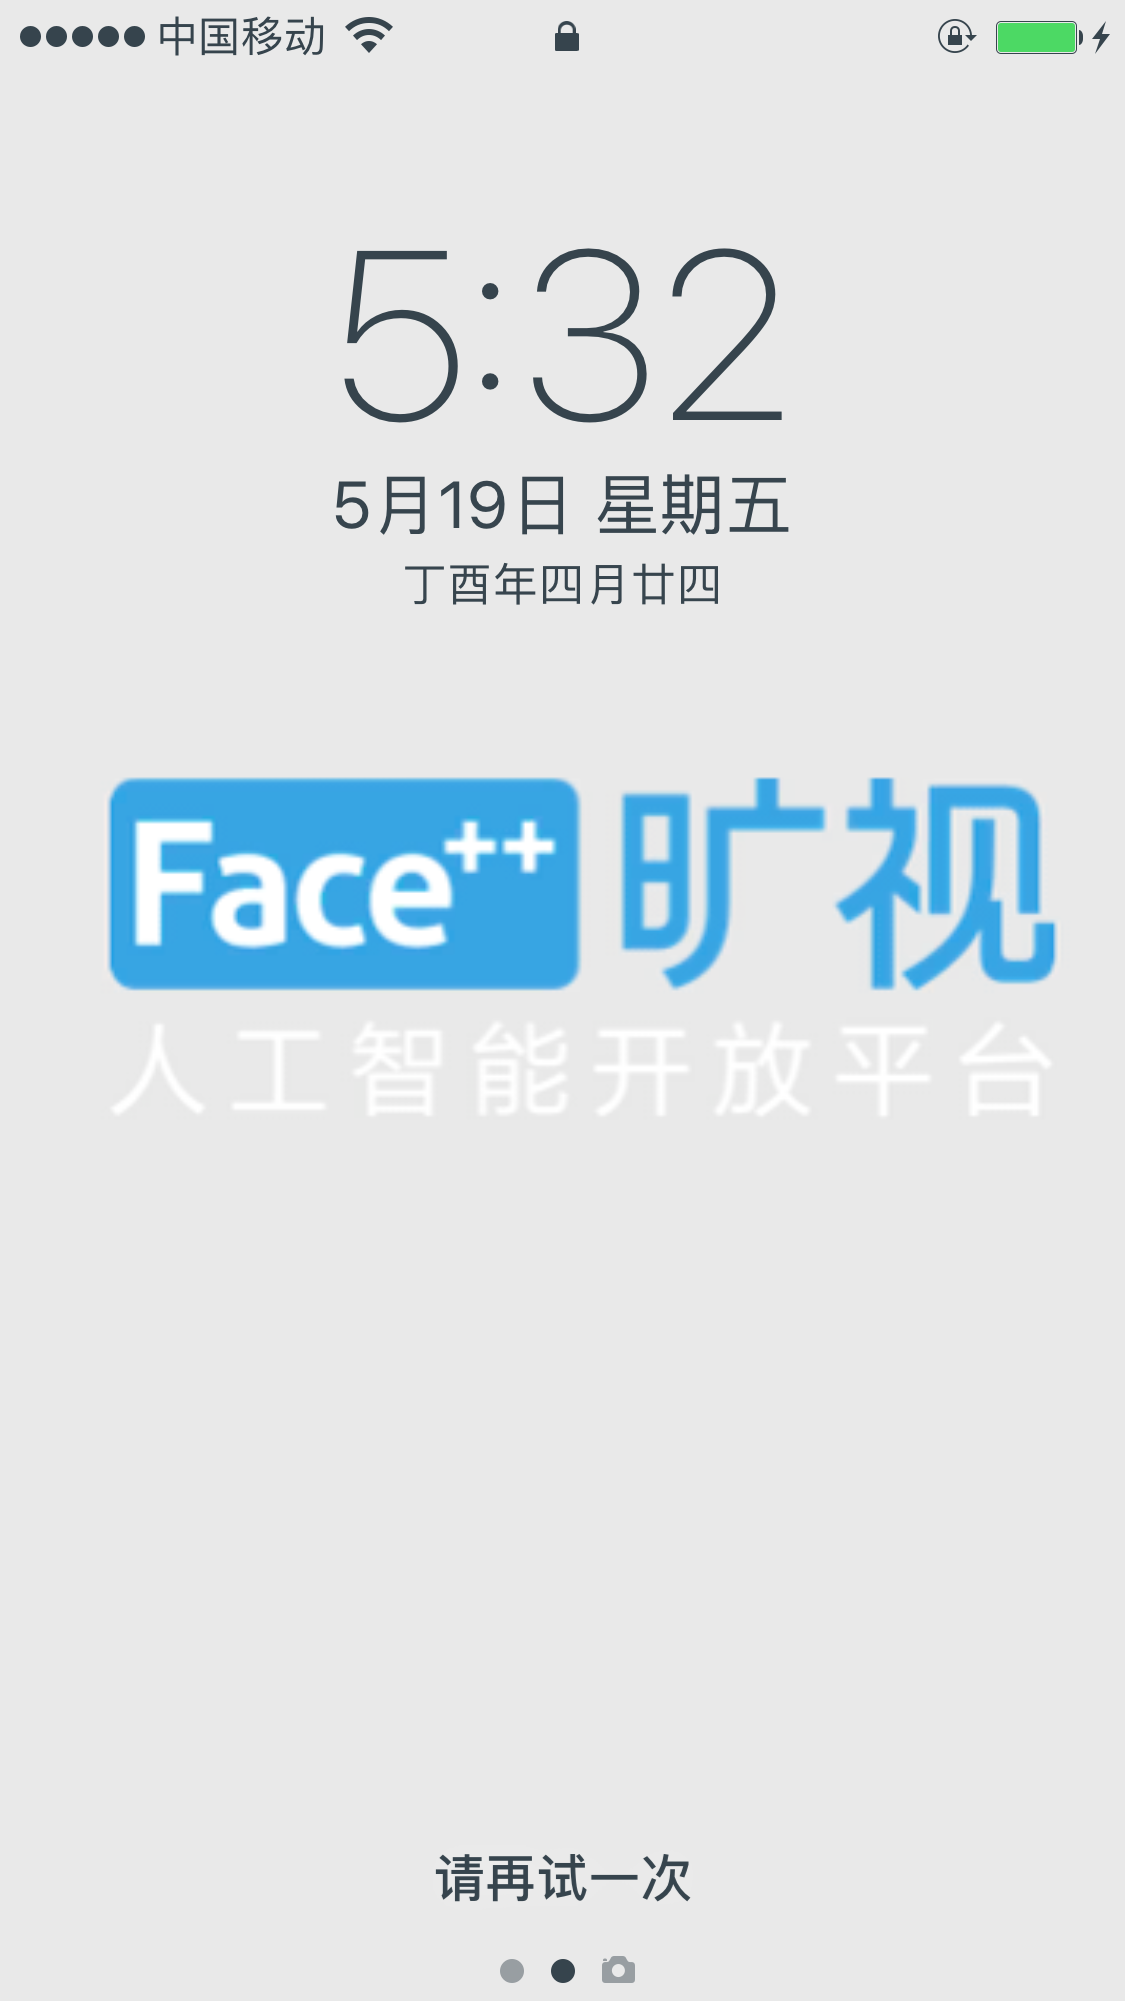 中国移动
5:32
5月19日 星期五
丁酉年四月廿四
Face++ 旷视
人工智能开放平台
请再试一次